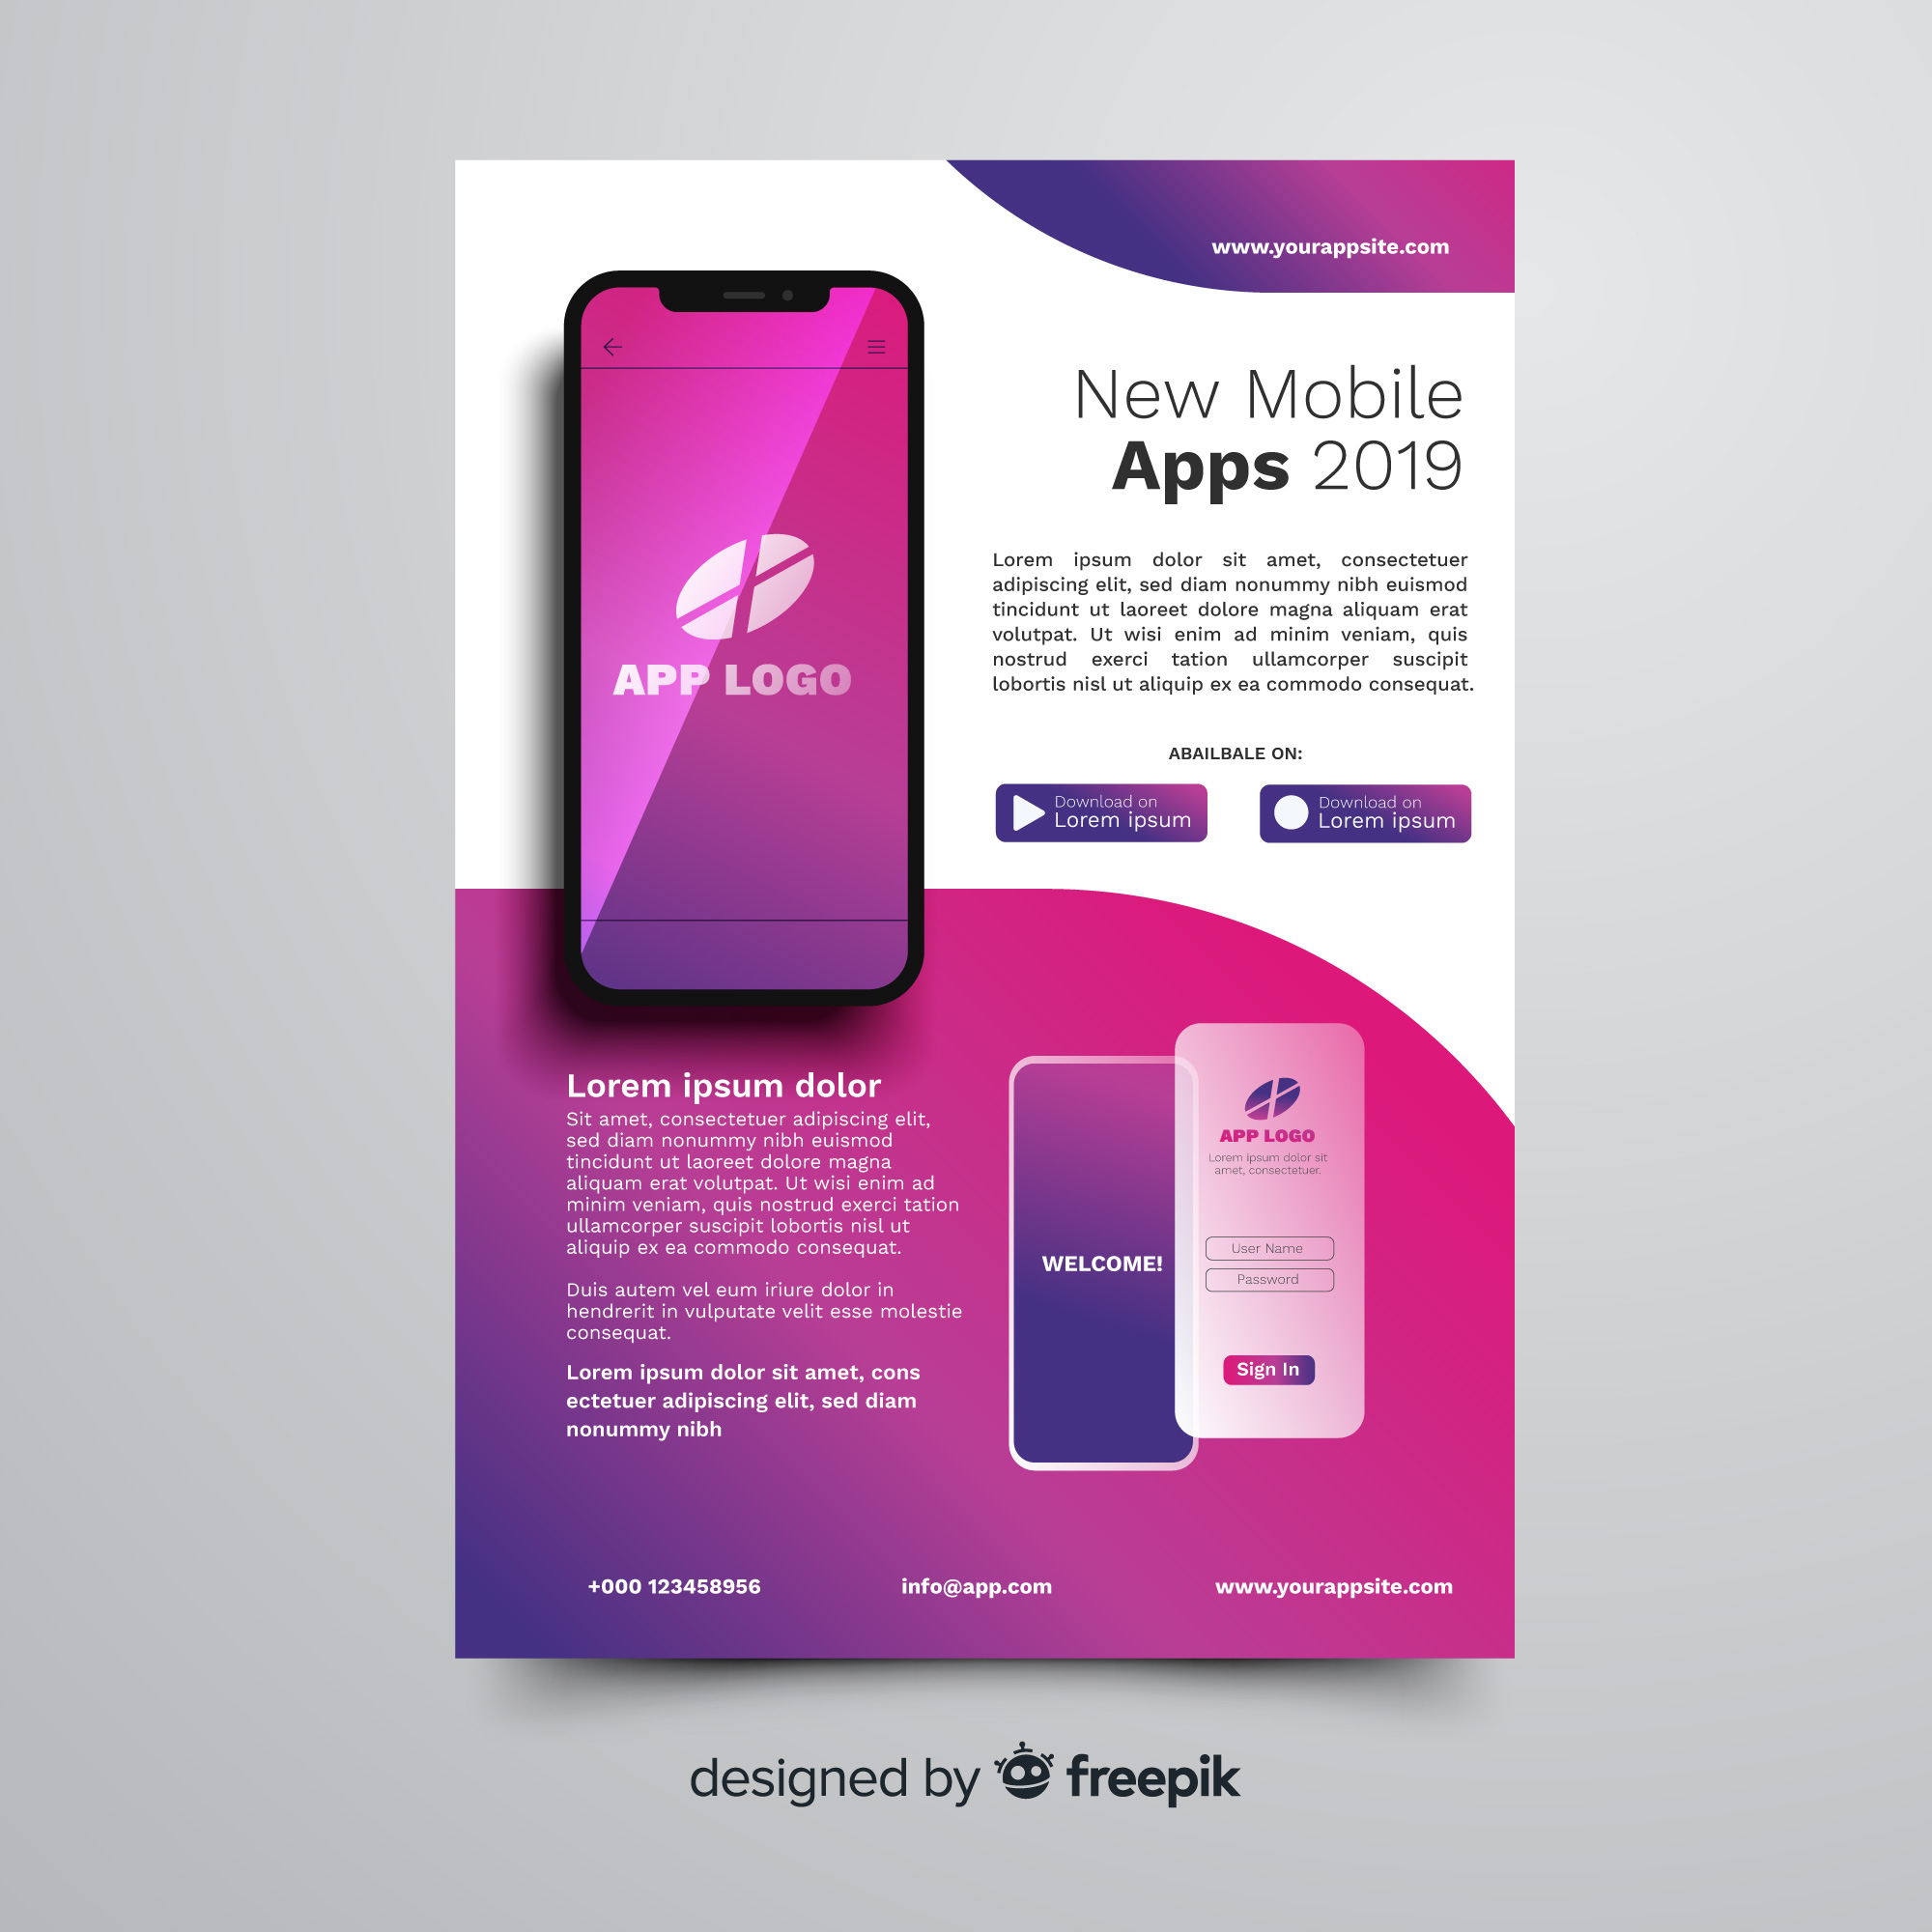 www.yourappsite.com
New Mobile
Apps 2019
Lorem ipsum dolor sit amet, consectetuer
adipiscing elit, sed diam nonummy nibh euismod
tincidunt ut laoreet dolore magna aliquam erat
volutpat. Ut wisi enim ad minim veniam, quis
nostrud exerci tation ullamcorper suscipit
lobortis nisl ut aliquip ex ea commodo consequat.
APP LOGO
ABAILBALE ON:
Download on
Lorem ipsum
Download on
Lorem ipsum
Lorem ipsum dolor
Sit amet, consectetuer adipiscing elit,
sed diam nonummy nibh euismod
tincidunt ut laoreet dolore magna
aliquam erat volutpat. Ut wisi enim ad
minim veniam, quis nostrud exerci tation
ullamcorper suscipit lobortis nisl ut
aliquip ex ea commodo consequat.
Duis autem vel eum iriure dolor in
hendrerit in vulputate velit esse molestie
consequat.
Lorem ipsum dolor sit amet, cons
ectetuer adipiscing elit, sed diam
nonummy nibh
WELCOME!
APP LOGO
Lorem ipsum dolor sit
amet, consectetuer.
User Name
Password
Sign In
+000 123458956
info@app.com
www.yourappsite.com
designed by freepik